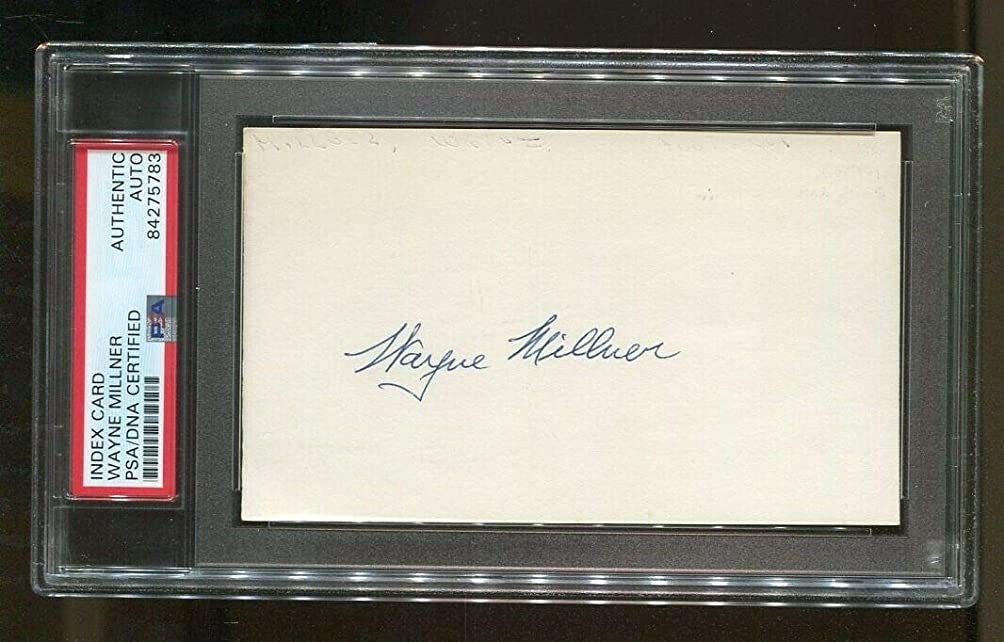 INDEX CARD
WAYNE MILLNER
PSA/DNA CERTIFIED
AUTHENTIC
AUTO
84275783
PSA
Wayne Millner